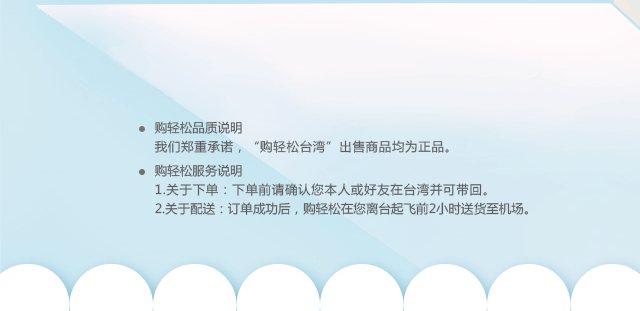 ● 购轻松品质说明
我们郑重承诺，“购轻松台湾”出售商品均为正品。
● 购轻松服务说明
1.关于下单：下单前请确认您本人或好友在台湾并可带回。
2.关于配送：订单成功后，购轻松在您离台起飞前2小时送货至机场。